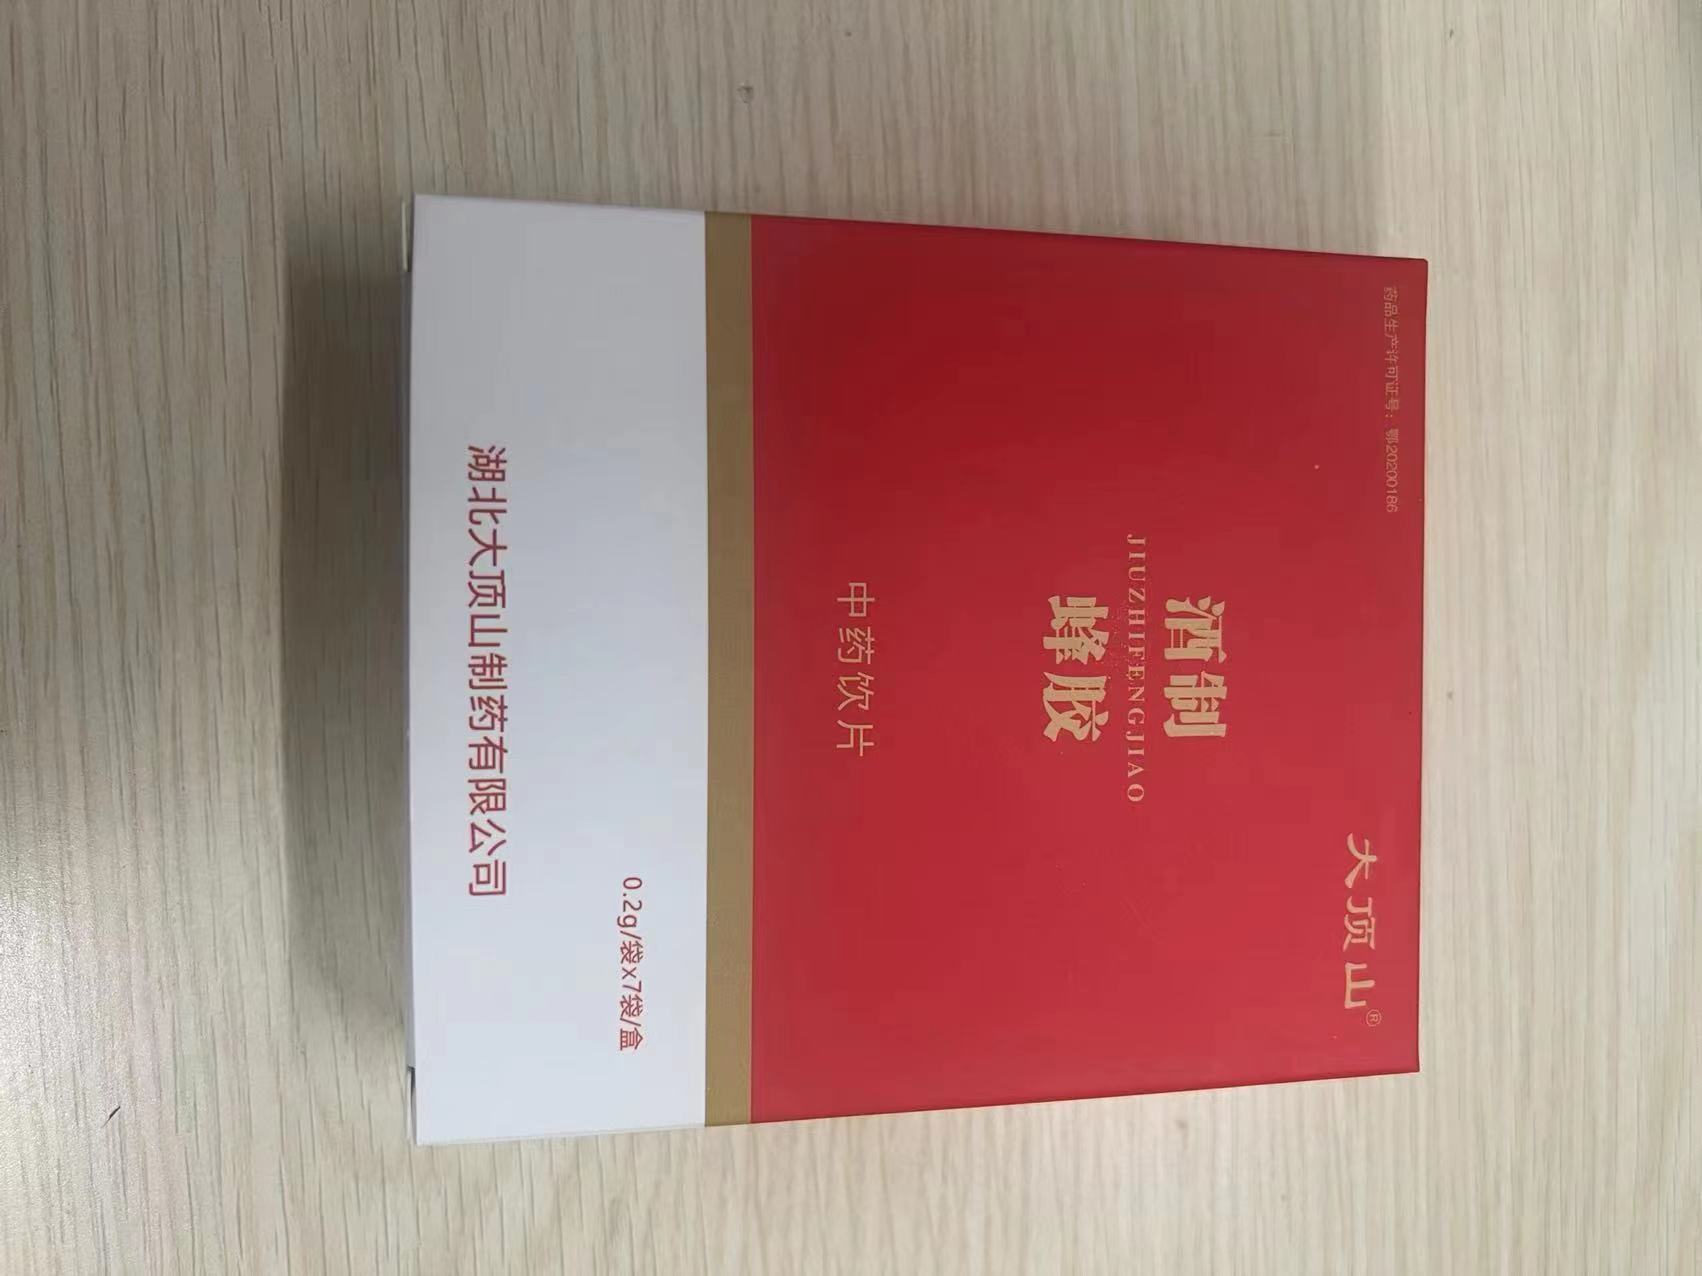 药品生产许可证号：鄂20200186
大顶山®
酒制
JIUZHIFENGJIAO
蜂胶
中药饮片
0.2g/袋x7袋/盒
湖北大顶山制药有限公司